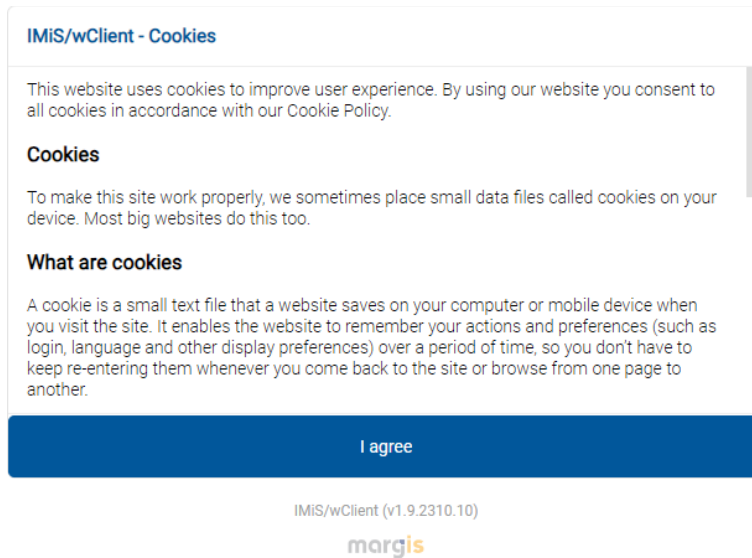 IMiS/wClient - Cookies
This website uses cookies to improve user experience. By using our website you consent to
all cookies in accordance with our Cookie Policy.
Cookies
To make this site work properly, we sometimes place small data files called cookies on your
device. Most big websites do this too.
What are cookies
A cookie is a small text file that a website saves on your computer or mobile device when
you visit the site. It enables the website to remember your actions and preferences (such as
login, language and other display preferences) over a period of time, so you don't have to
keep re-entering them whenever you come back to the site or browse from one page to
another.
I agree
IMiS/wClient (v1.9.2310.10)
margis